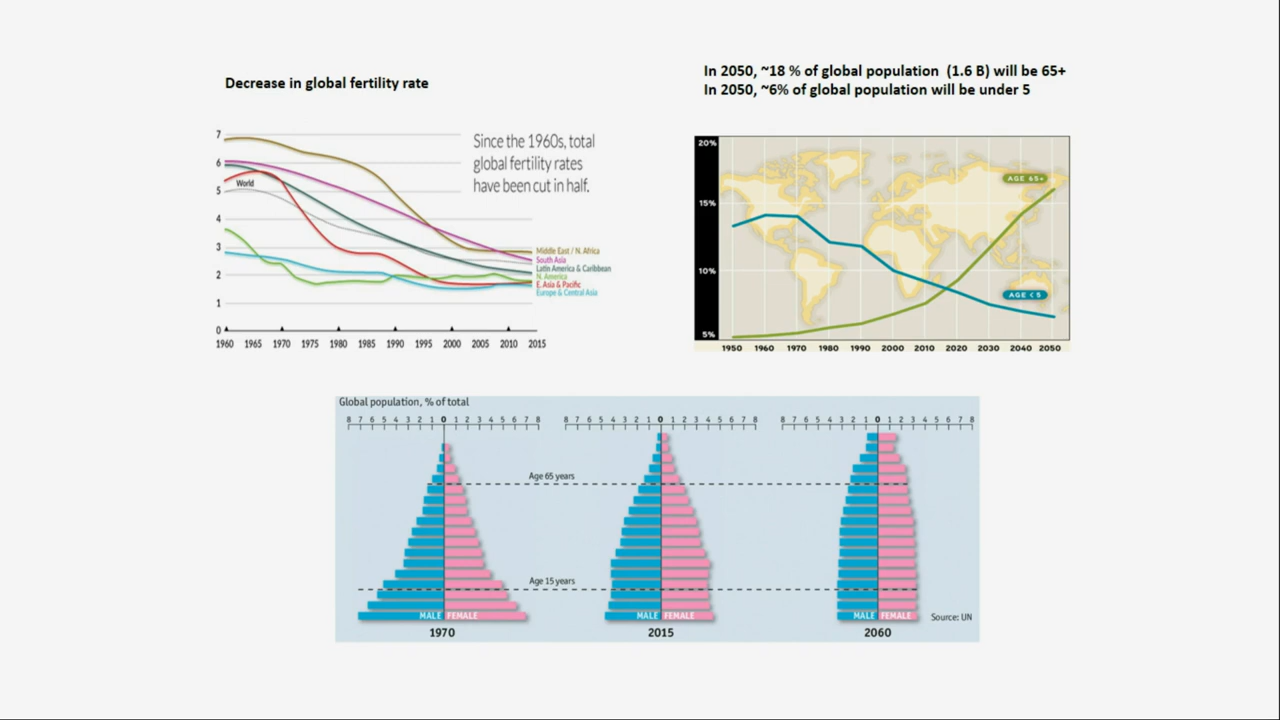 Decrease in global fertility rate
In 2050, ~18 % of global population (1.6 B) will be 65+
In 2050, ~6% of global population will be under 5
7
6
5
4
3
2
1
0
World
Since the 1960s, total
global fertility rates
have been cut in half.
Middle East / N. Africa
South Asia
Latin America & Caribbean
N. America
E. Asia & Pacific
Europe & Central Asia
1960 1965 1970 1975 1980 1985 1990 1995 2000 2005 2010 2015
20%
15%
10%
5%
AGE 65+
AGE < 5
1950 1960 1970 1980 1990 2000 2010 2020 2030 2040 2050
Global population, % of total
8 7 6 5 4 3 2 1 0 1 2 3 4 5 6 7 8 8 7 6 5 4 3 2 1 0 1 2 3 4 5 6 7 8 8 7 6 5 4 3 2 1 0 1 2 3 4 5 6 7 8
Age 65 years
Age 15 years
MALE FEMALE MALE FEMALE MALE FEMALE Source: UN
1970 2015 2060